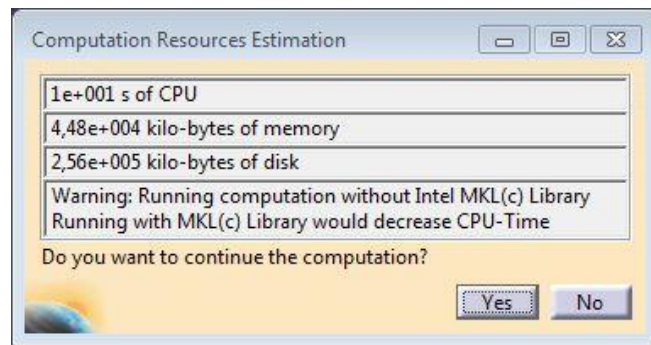 Computation Resources Estimation
1e+001 s of CPU
4,48e+004 kilo-bytes of memory
2,56e+005 kilo-bytes of disk
Warning: Running computation without Intel MKL(c) Library
Running with MKL(c) Library would decrease CPU-Time
Do you want to continue the computation?
Yes No